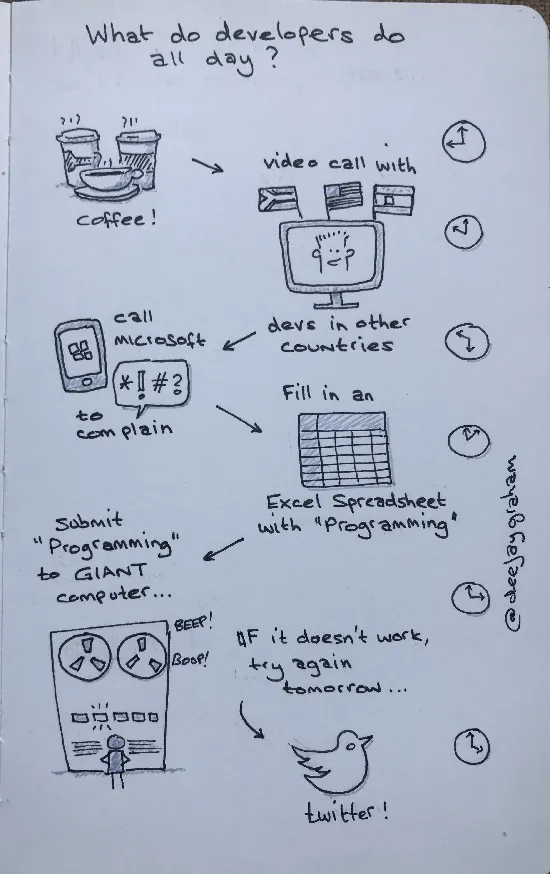 What do developers do
all day?
coffee!
video call with
devs in other
countries
call
microsoft
*!#?
to
complain
Fill in an
Excel Spreadsheet
with "Programming"
Submit
"Programming"
to GIANT
computer...
BEEP!
BOOP!
IF it doesn't work,
try again
tomorrow...
twitter!
@deejaygraham